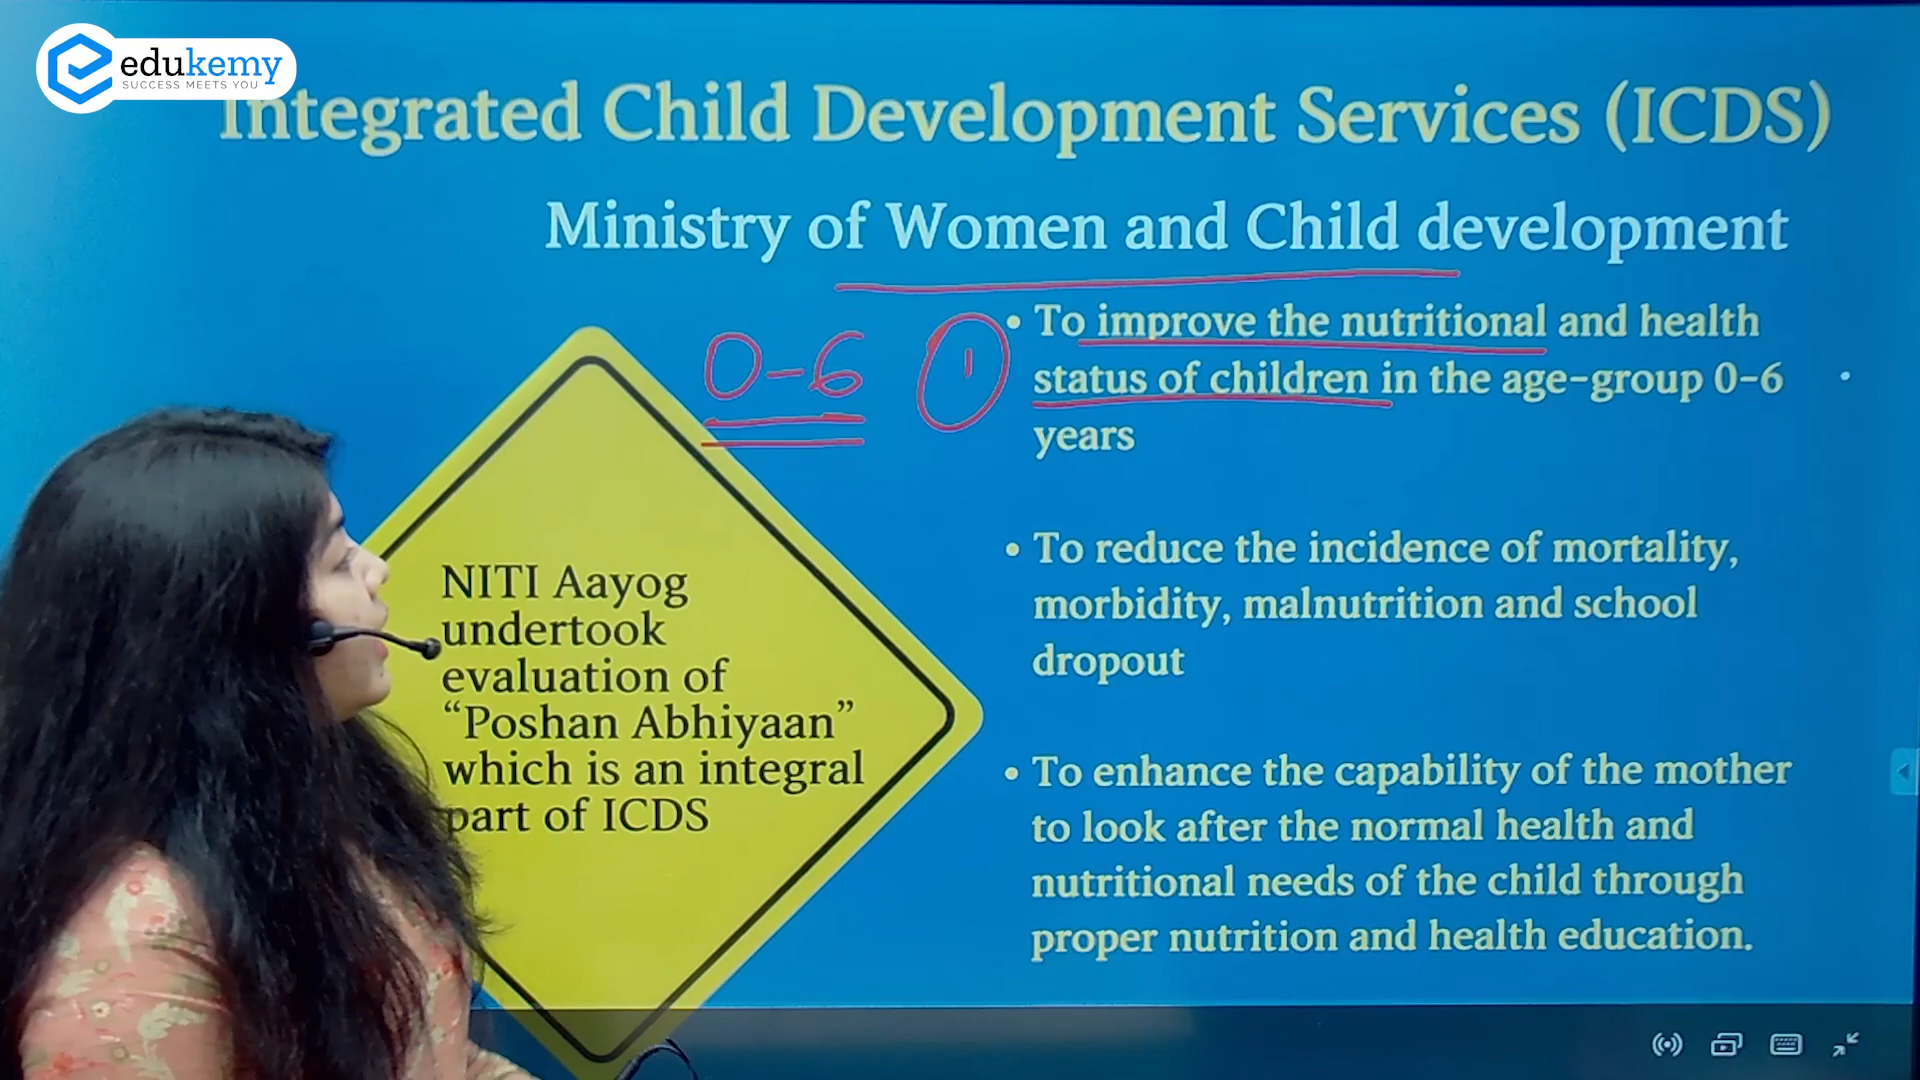 edukemy
SUCCESS MEETS YOU
Integrated Child Development Services (ICDS)
Ministry of Women and Child development
0-6
1
• To improve the nutritional and health
status of children in the age-group 0-6
years
• To reduce the incidence of mortality,
morbidity, malnutrition and school
dropout
• To enhance the capability of the mother
to look after the normal health and
nutritional needs of the child through
proper nutrition and health education.
NITI Aayog
undertook
evaluation of
“Poshan Abhiyaan”
which is an integral
part of ICDS